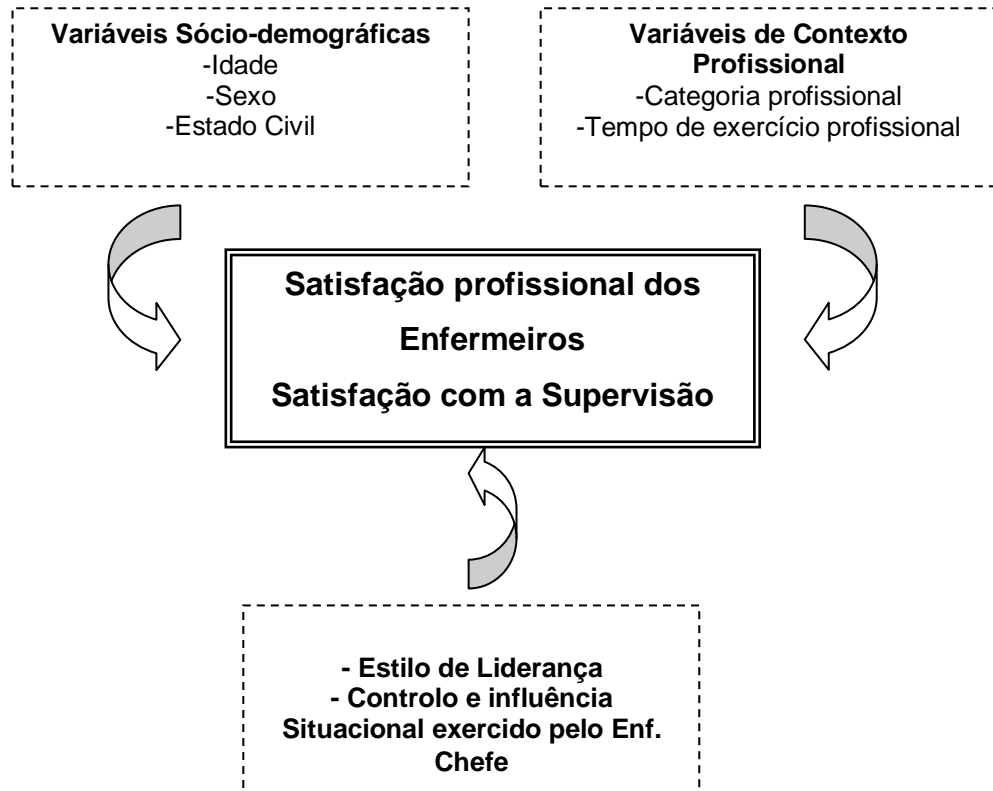 Variáveis Sócio-demográficas
-Idade
-Sexo
-Estado Civil
Variáveis de Contexto
Profissional
-Categoria profissional
-Tempo de exercício profissional
Satisfação profissional dos
Enfermeiros
Satisfação com a Supervisão
- Estilo de Liderança
- Controlo e influência
Situacional exercido pelo Enf.
Chefe